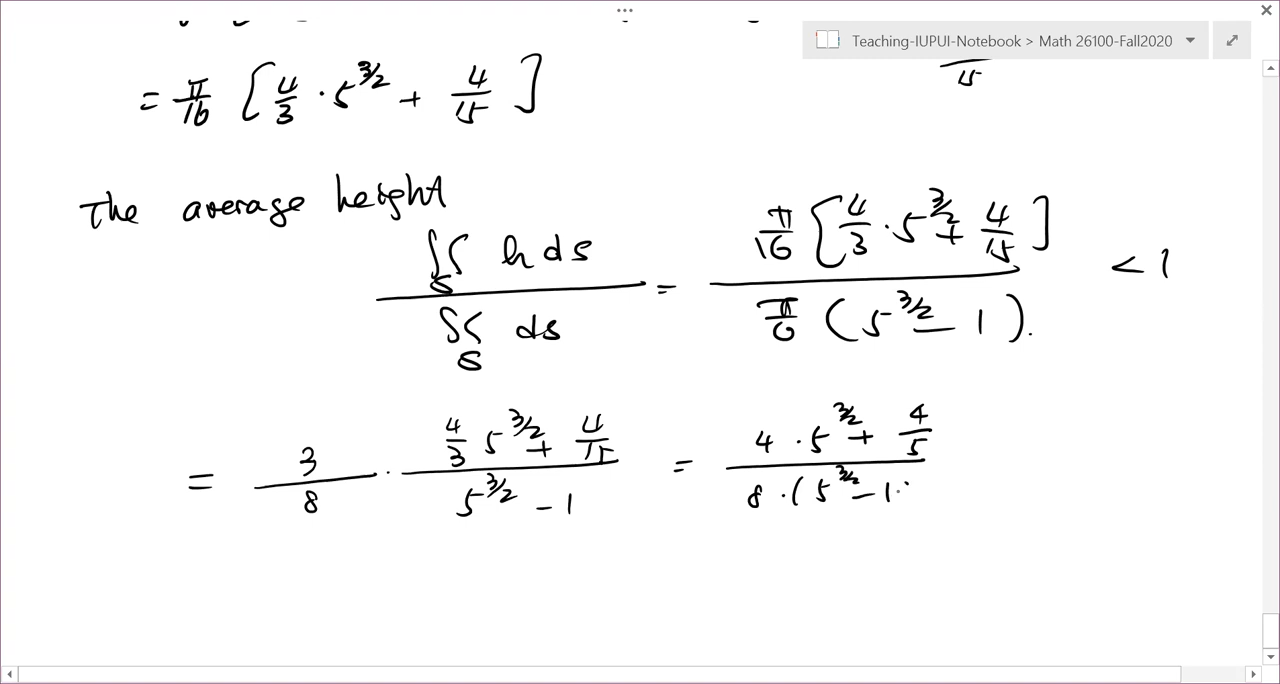 Teaching-IUPUI-Notebook > Math 26100-Fall2020
15
= π/16 [ 4/3 · 5^(3/2) + 4/15 ]
The average height
∬_S h ds / ∬_S ds = π/16 [ 4/3 · 5^(3/2) + 4/15 ] / π/6 ( 5^(3/2) - 1 ). < 1
= 3/8 · (4/3 5^(3/2) + 4/15) / (5^(3/2) - 1) = (4 · 5^(3/2) + 4/5) / 8 · ( 5^(3/2) - 1